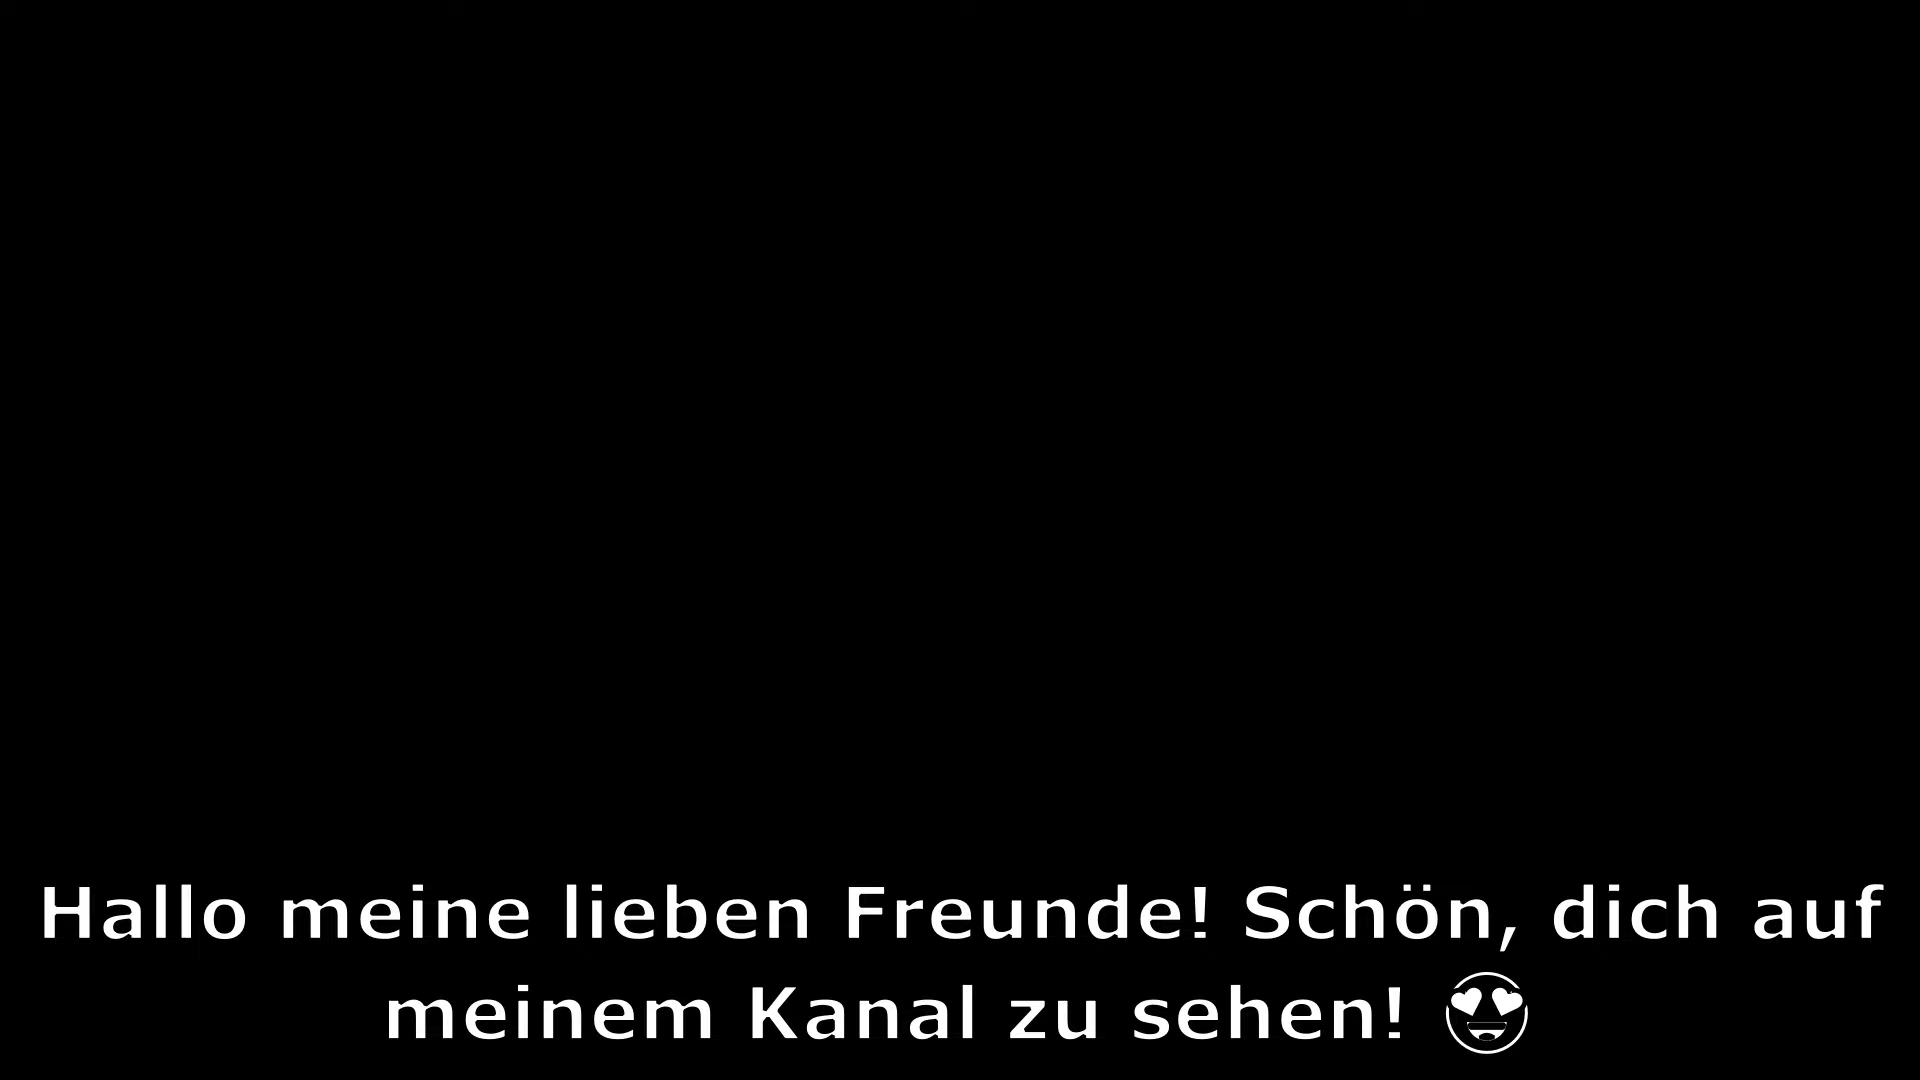 Hallo meine lieben Freunde! Schön, dich auf
meinem Kanal zu sehen! 😍